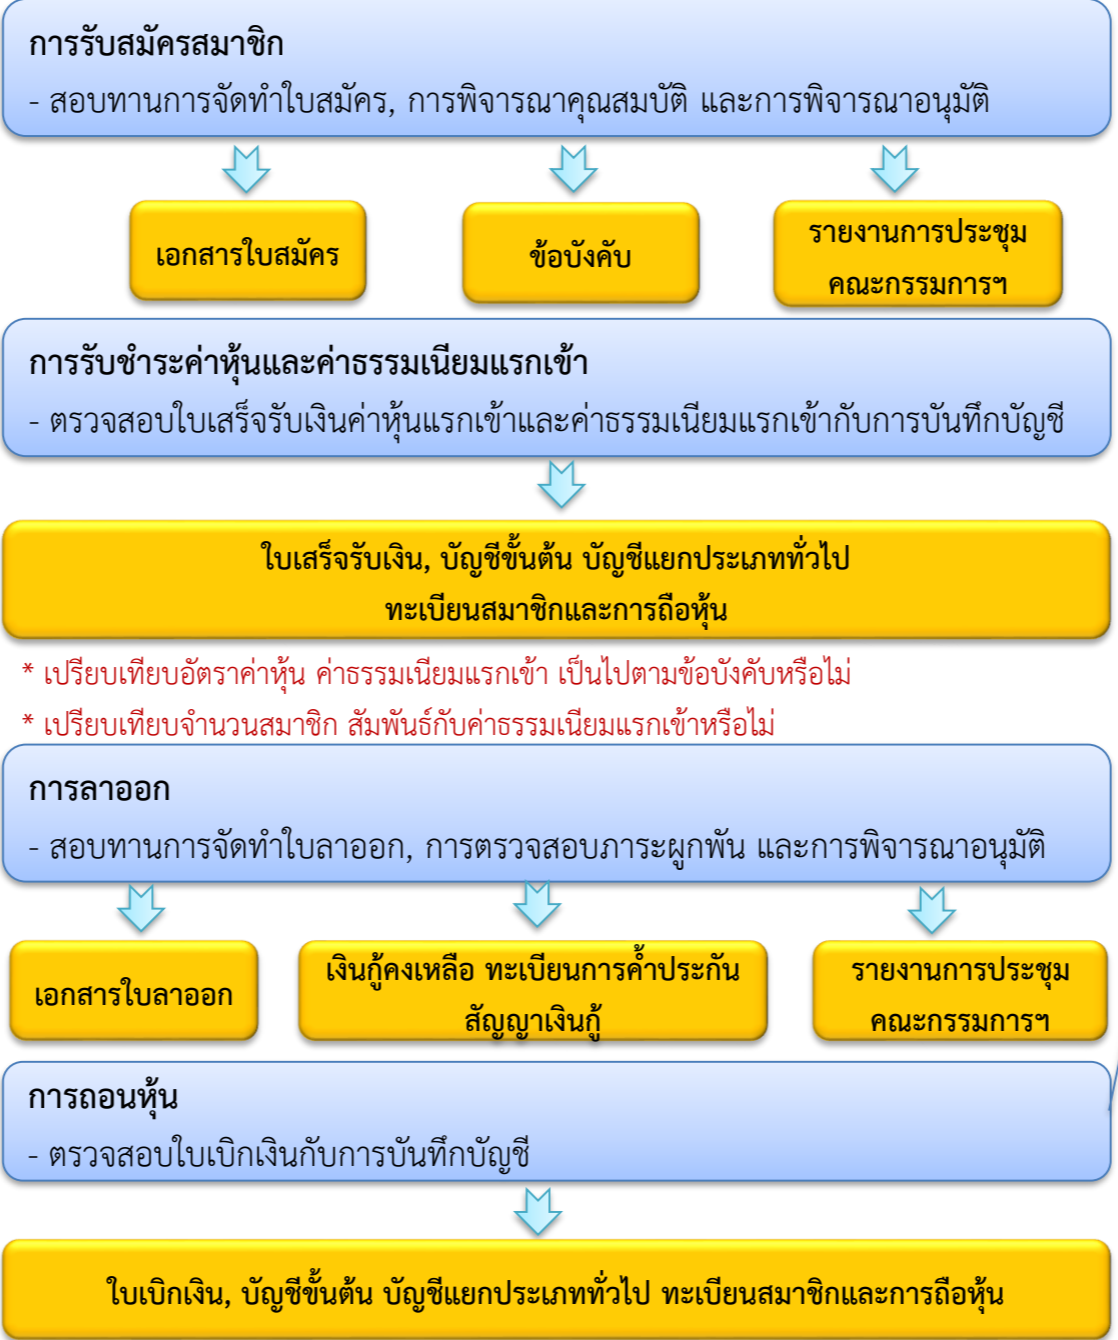 การรับสมัครสมาชิก
- สอบทานการจัดทำใบสมัคร, การพิจารณาคุณสมบัติ และการพิจารณาอนุมัติ
เอกสารใบสมัคร
ข้อบังคับ
รายงานการประชุม
คณะกรรมการฯ
การรับชำระค่าหุ้นและค่าธรรมเนียมแรกเข้า
- ตรวจสอบใบเสร็จรับเงินค่าหุ้นแรกเข้าและค่าธรรมเนียมแรกเข้ากับการบันทึกบัญชี
ใบเสร็จรับเงิน, บัญชีขั้นต้น บัญชีแยกประเภททั่วไป
ทะเบียนสมาชิกและการถือหุ้น
* เปรียบเทียบอัตราค่าหุ้น ค่าธรรมเนียมแรกเข้า เป็นไปตามข้อบังคับหรือไม่
* เปรียบเทียบจำนวนสมาชิก สัมพันธ์กับค่าธรรมเนียมแรกเข้าหรือไม่
การลาออก
- สอบทานการจัดทำใบลาออก, การตรวจสอบภาระผูกพัน และการพิจารณาอนุมัติ
เอกสารใบลาออก
เงินกู้คงเหลือ ทะเบียนการค้ำประกัน
สัญญาเงินกู้
รายงานการประชุม
คณะกรรมการฯ
การถอนหุ้น
- ตรวจสอบใบเบิกเงินกับการบันทึกบัญชี
ใบเบิกเงิน, บัญชีขั้นต้น บัญชีแยกประเภททั่วไป ทะเบียนสมาชิกและการถือหุ้น